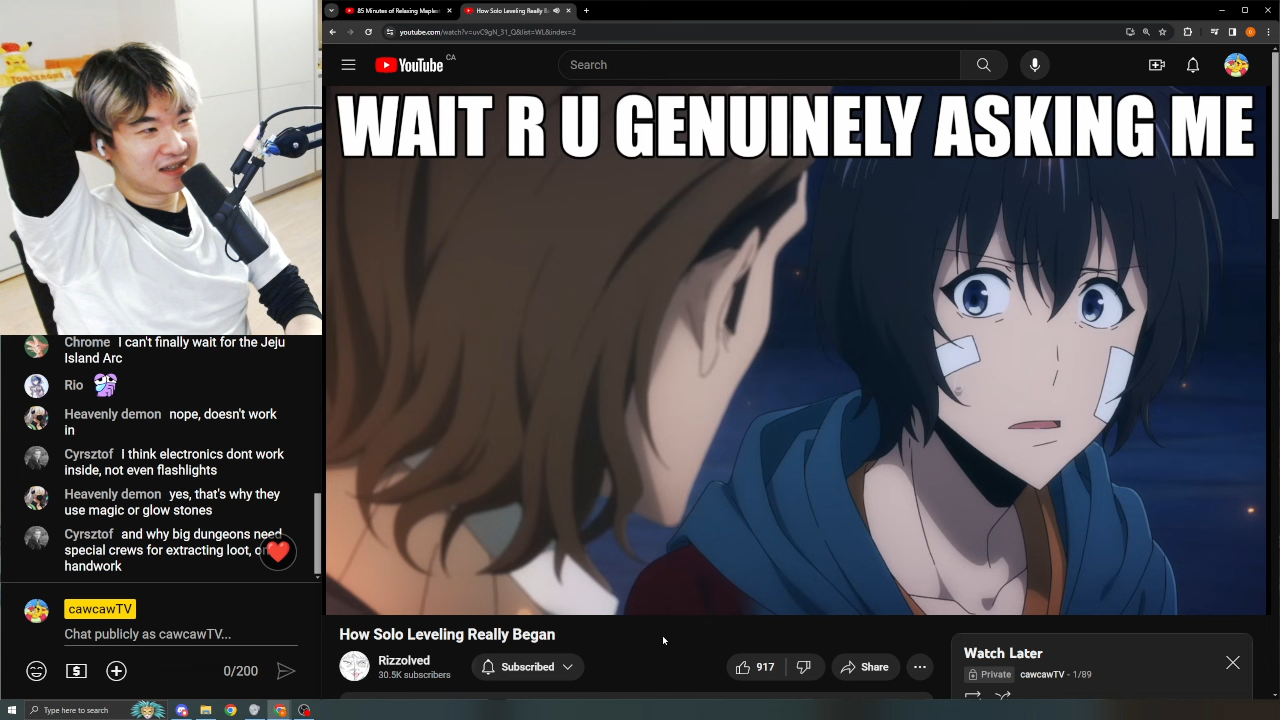 85 Minutes of Relaxing Maples
How Solo Leveling Really B
youtube.com/watch?v=uvC9gN_31_Q&list=WL&index=2
YouTube CA
Search
WAIT R U GENUINELY ASKING ME
Chrome I can't finally wait for the Jeju
Island Arc
Rio
Heavenly demon nope, doesn't work
in
Cyrsztof I think electronics dont work
inside, not even flashlights
Heavenly demon yes, that's why they
use magic or glow stones
Cyrsztof and why big dungeons need
special crews for extracting loot, o
handwork
cawcawTV
Chat publicly as cawcawTV...
0/200
How Solo Leveling Really Began
Rizzolved
30.5K subscribers
Subscribed
917
Share
Watch Later
Private cawcawTV - 1/89
Type here to search